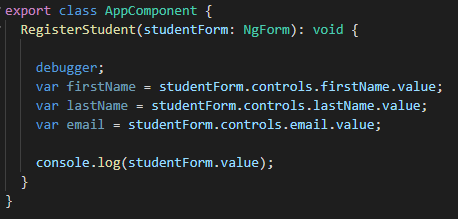 export class AppComponent {
RegisterStudent(studentForm: NgForm): void {
debugger;
var firstName = studentForm.controls.firstName.value;
var lastName = studentForm.controls.lastName.value;
var email = studentForm.controls.email.value;
console.log(studentForm.value);
}
}